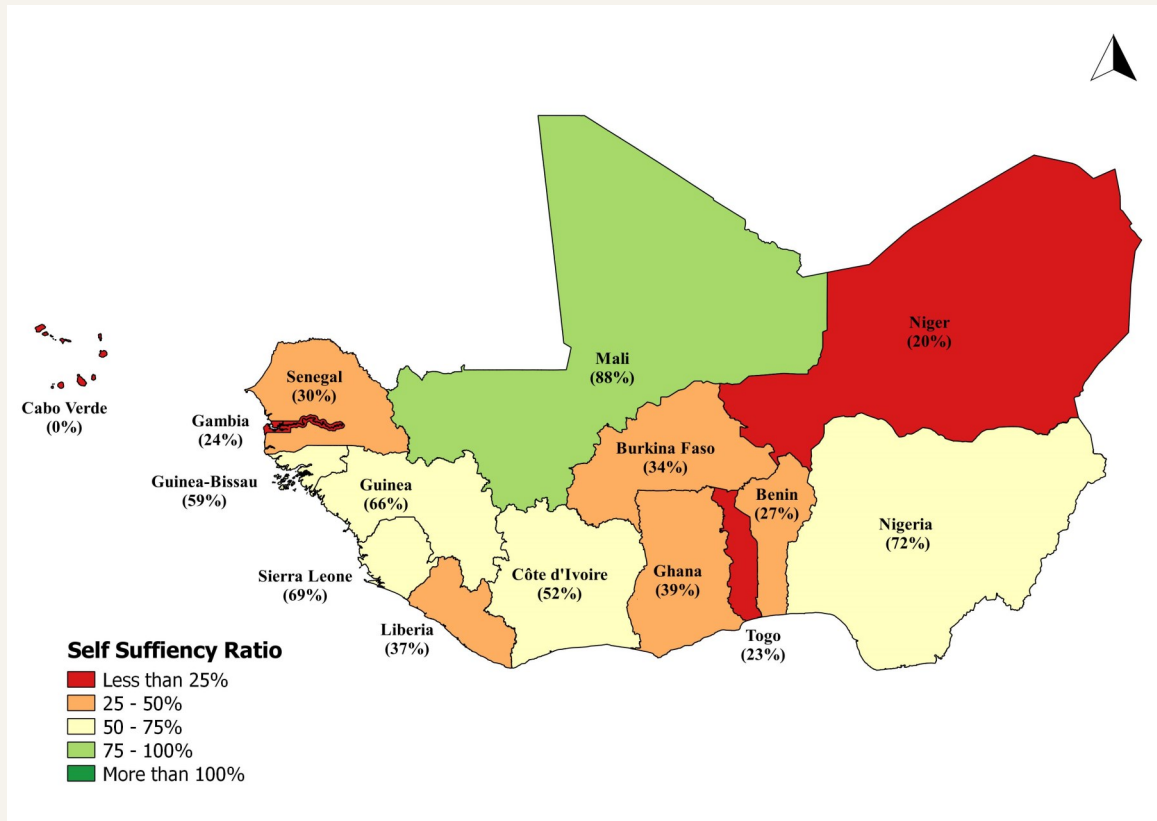 Niger
(20%)
Mali
(88%)
Senegal
(30%)
Cabo Verde
(0%)
Gambia
(24%)
Burkina Faso
(34%)
Guinea-Bissau
(59%)
Guinea
(66%)
Benin
(27%)
Nigeria
(72%)
Sierra Leone
(69%)
Côte d'Ivoire
(52%)
Ghana
(39%)
Liberia
(37%)
Togo
(23%)
Self Suffiency Ratio
Less than 25%
25 - 50%
50 - 75%
75 - 100%
More than 100%